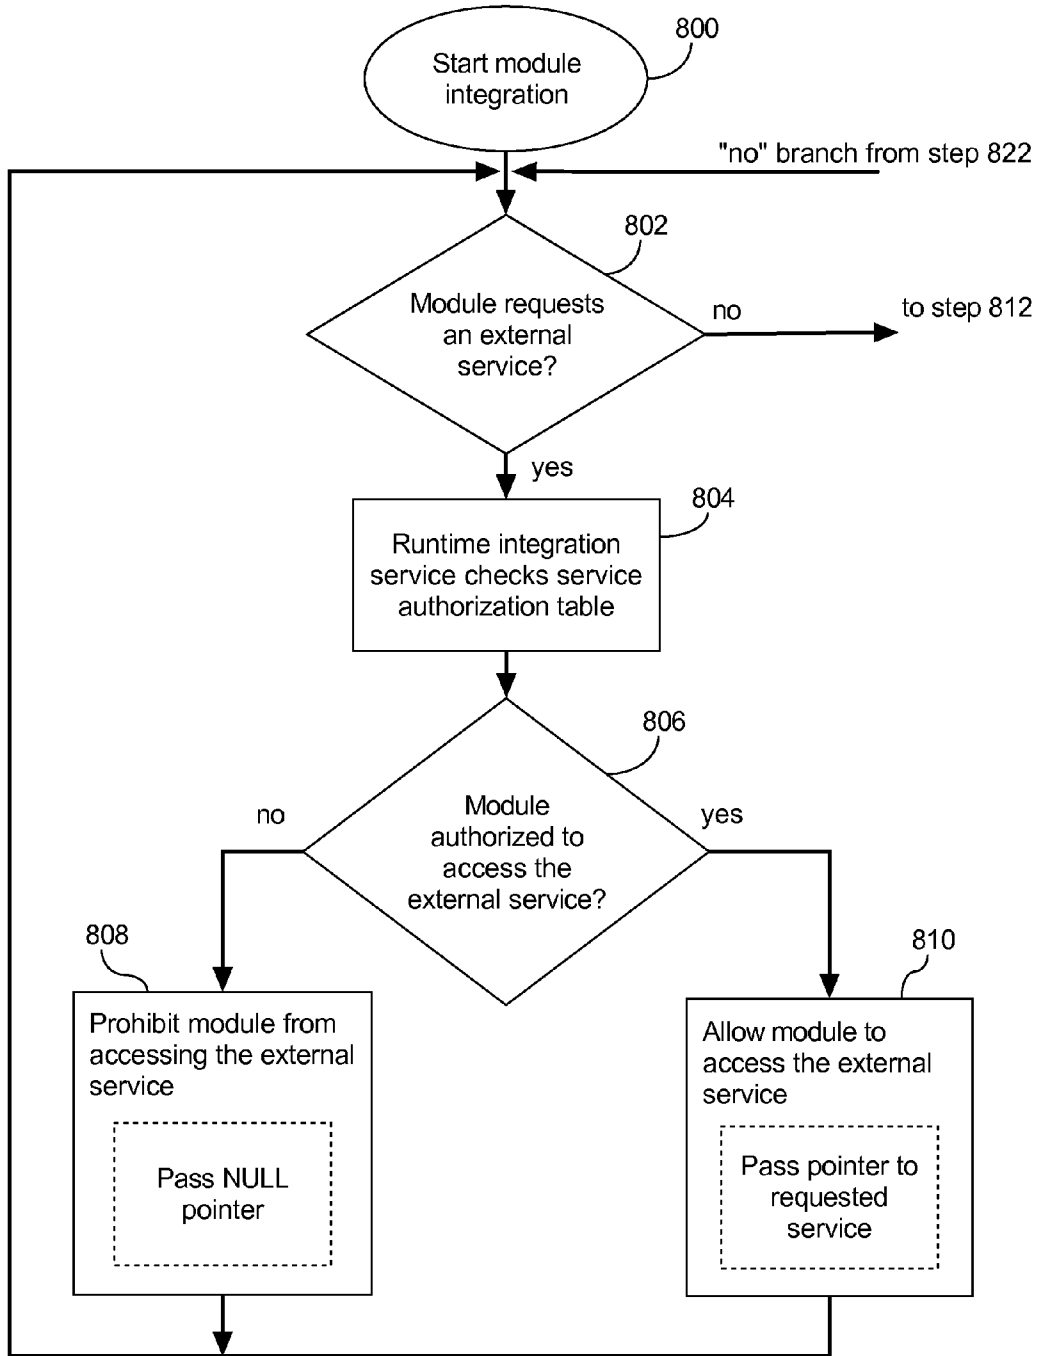 800
Start module
integration
"no" branch from step 822
802
Module requests
an external
service?
no
to step 812
yes
804
Runtime integration
service checks service
authorization table
806
no
Module
authorized to
access the
external service?
yes
808
Prohibit module from
accessing the external
service
Pass NULL
pointer
810
Allow module to
access the external
service
Pass pointer to
requested
service